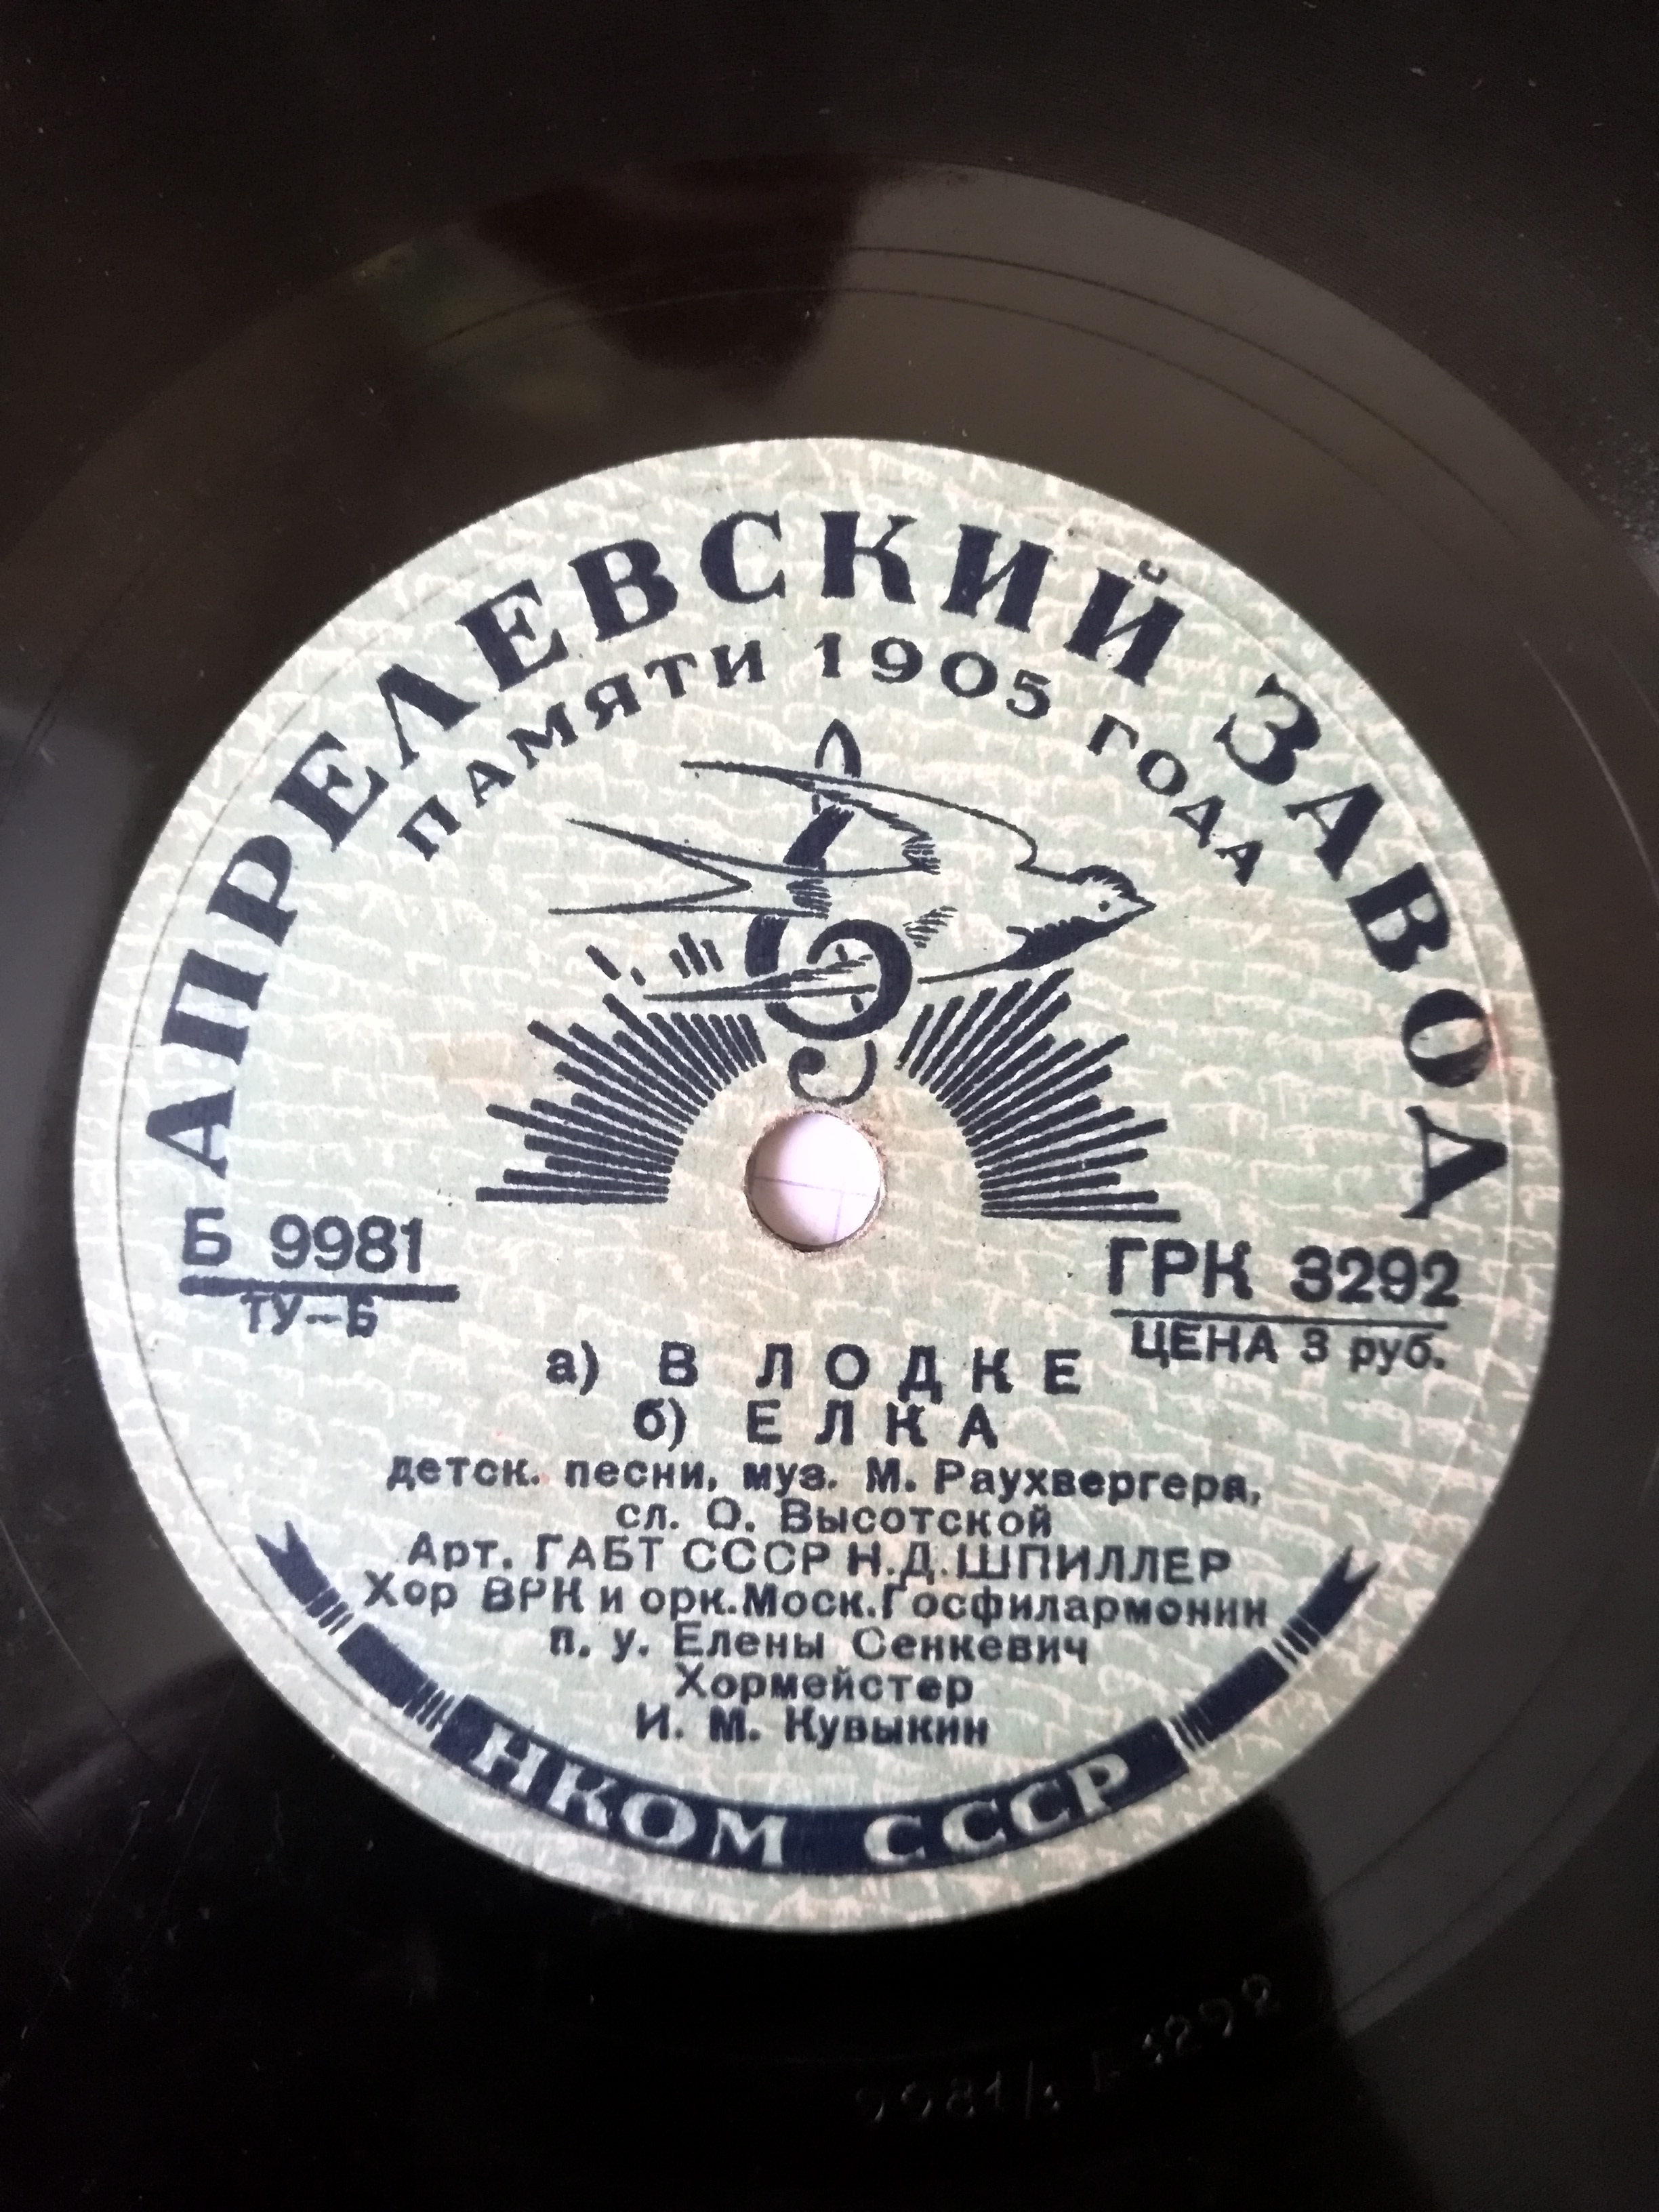 АПРЕЛЕВСКИЙ ЗАВОД
ПАМЯТИ 1905 ГОДА
Б 9981
ТУ—Б
ГРК 3292
ЦЕНА 3 руб.
а) В ЛОДКЕ
б) ЕЛКА
детск. песни, муз. М. Раухвергера,
сл. О. Высотской
Арт. ГАБТ СССР Н.Д.ШПИЛЛЕР
Хор ВРК и орк.Моск.Госфилармонии
п. у. Елены Сенкевич
Хормейстер
И. М. Кувыкин
НКОМ СССР